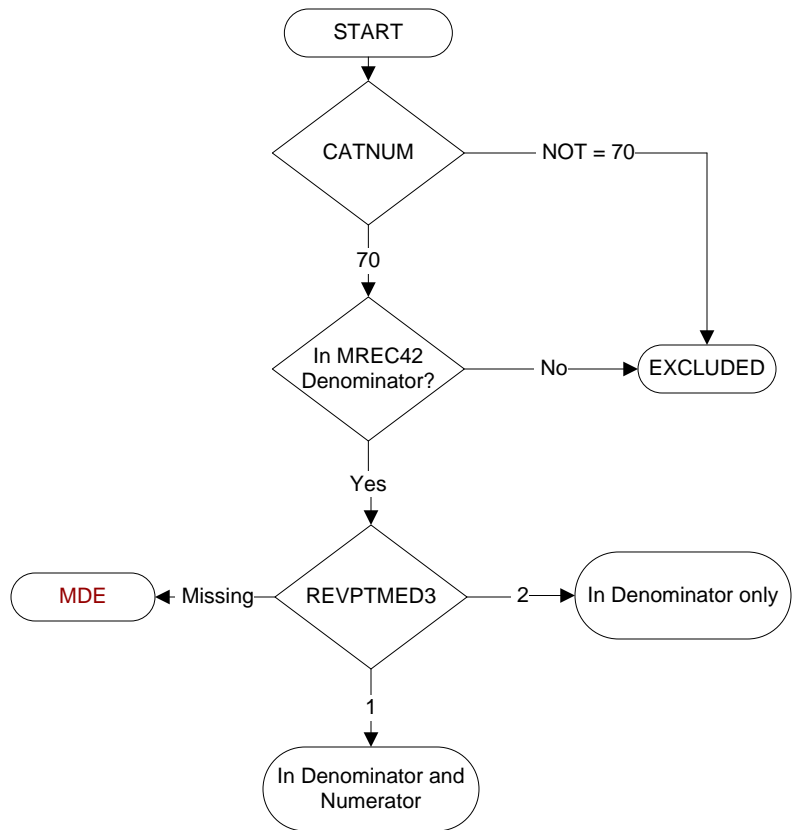 START
CATNUM
NOT = 70
70
In MREC42
Denominator?
No
EXCLUDED
Yes
MDE
Missing
REVPTMED3
2
In Denominator only
1
In Denominator and
Numerator